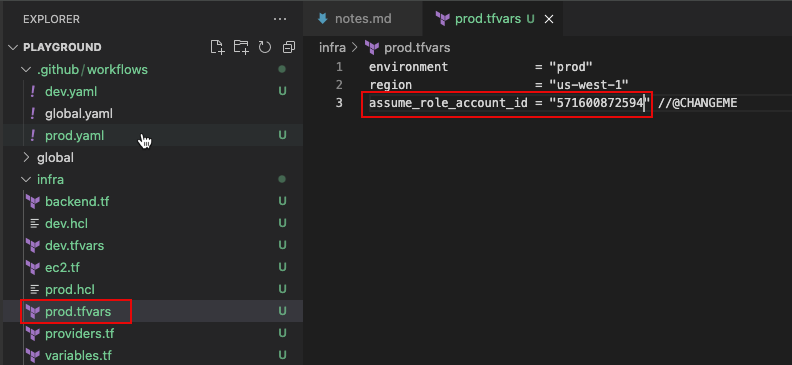 EXPLORER ...
PLAYGROUND
.github/workflows
! dev.yaml U
! global.yaml
! prod.yaml U
global
infra
backend.tf U
dev.hcl U
dev.tfvars U
ec2.tf U
prod.hcl U
prod.tfvars U
providers.tf U
variables.tf U
notes.md prod.tfvars U
infra > prod.tfvars
1 environment = "prod"
2 region = "us-west-1"
3 assume_role_account_id = "571600872594" //@CHANGEME